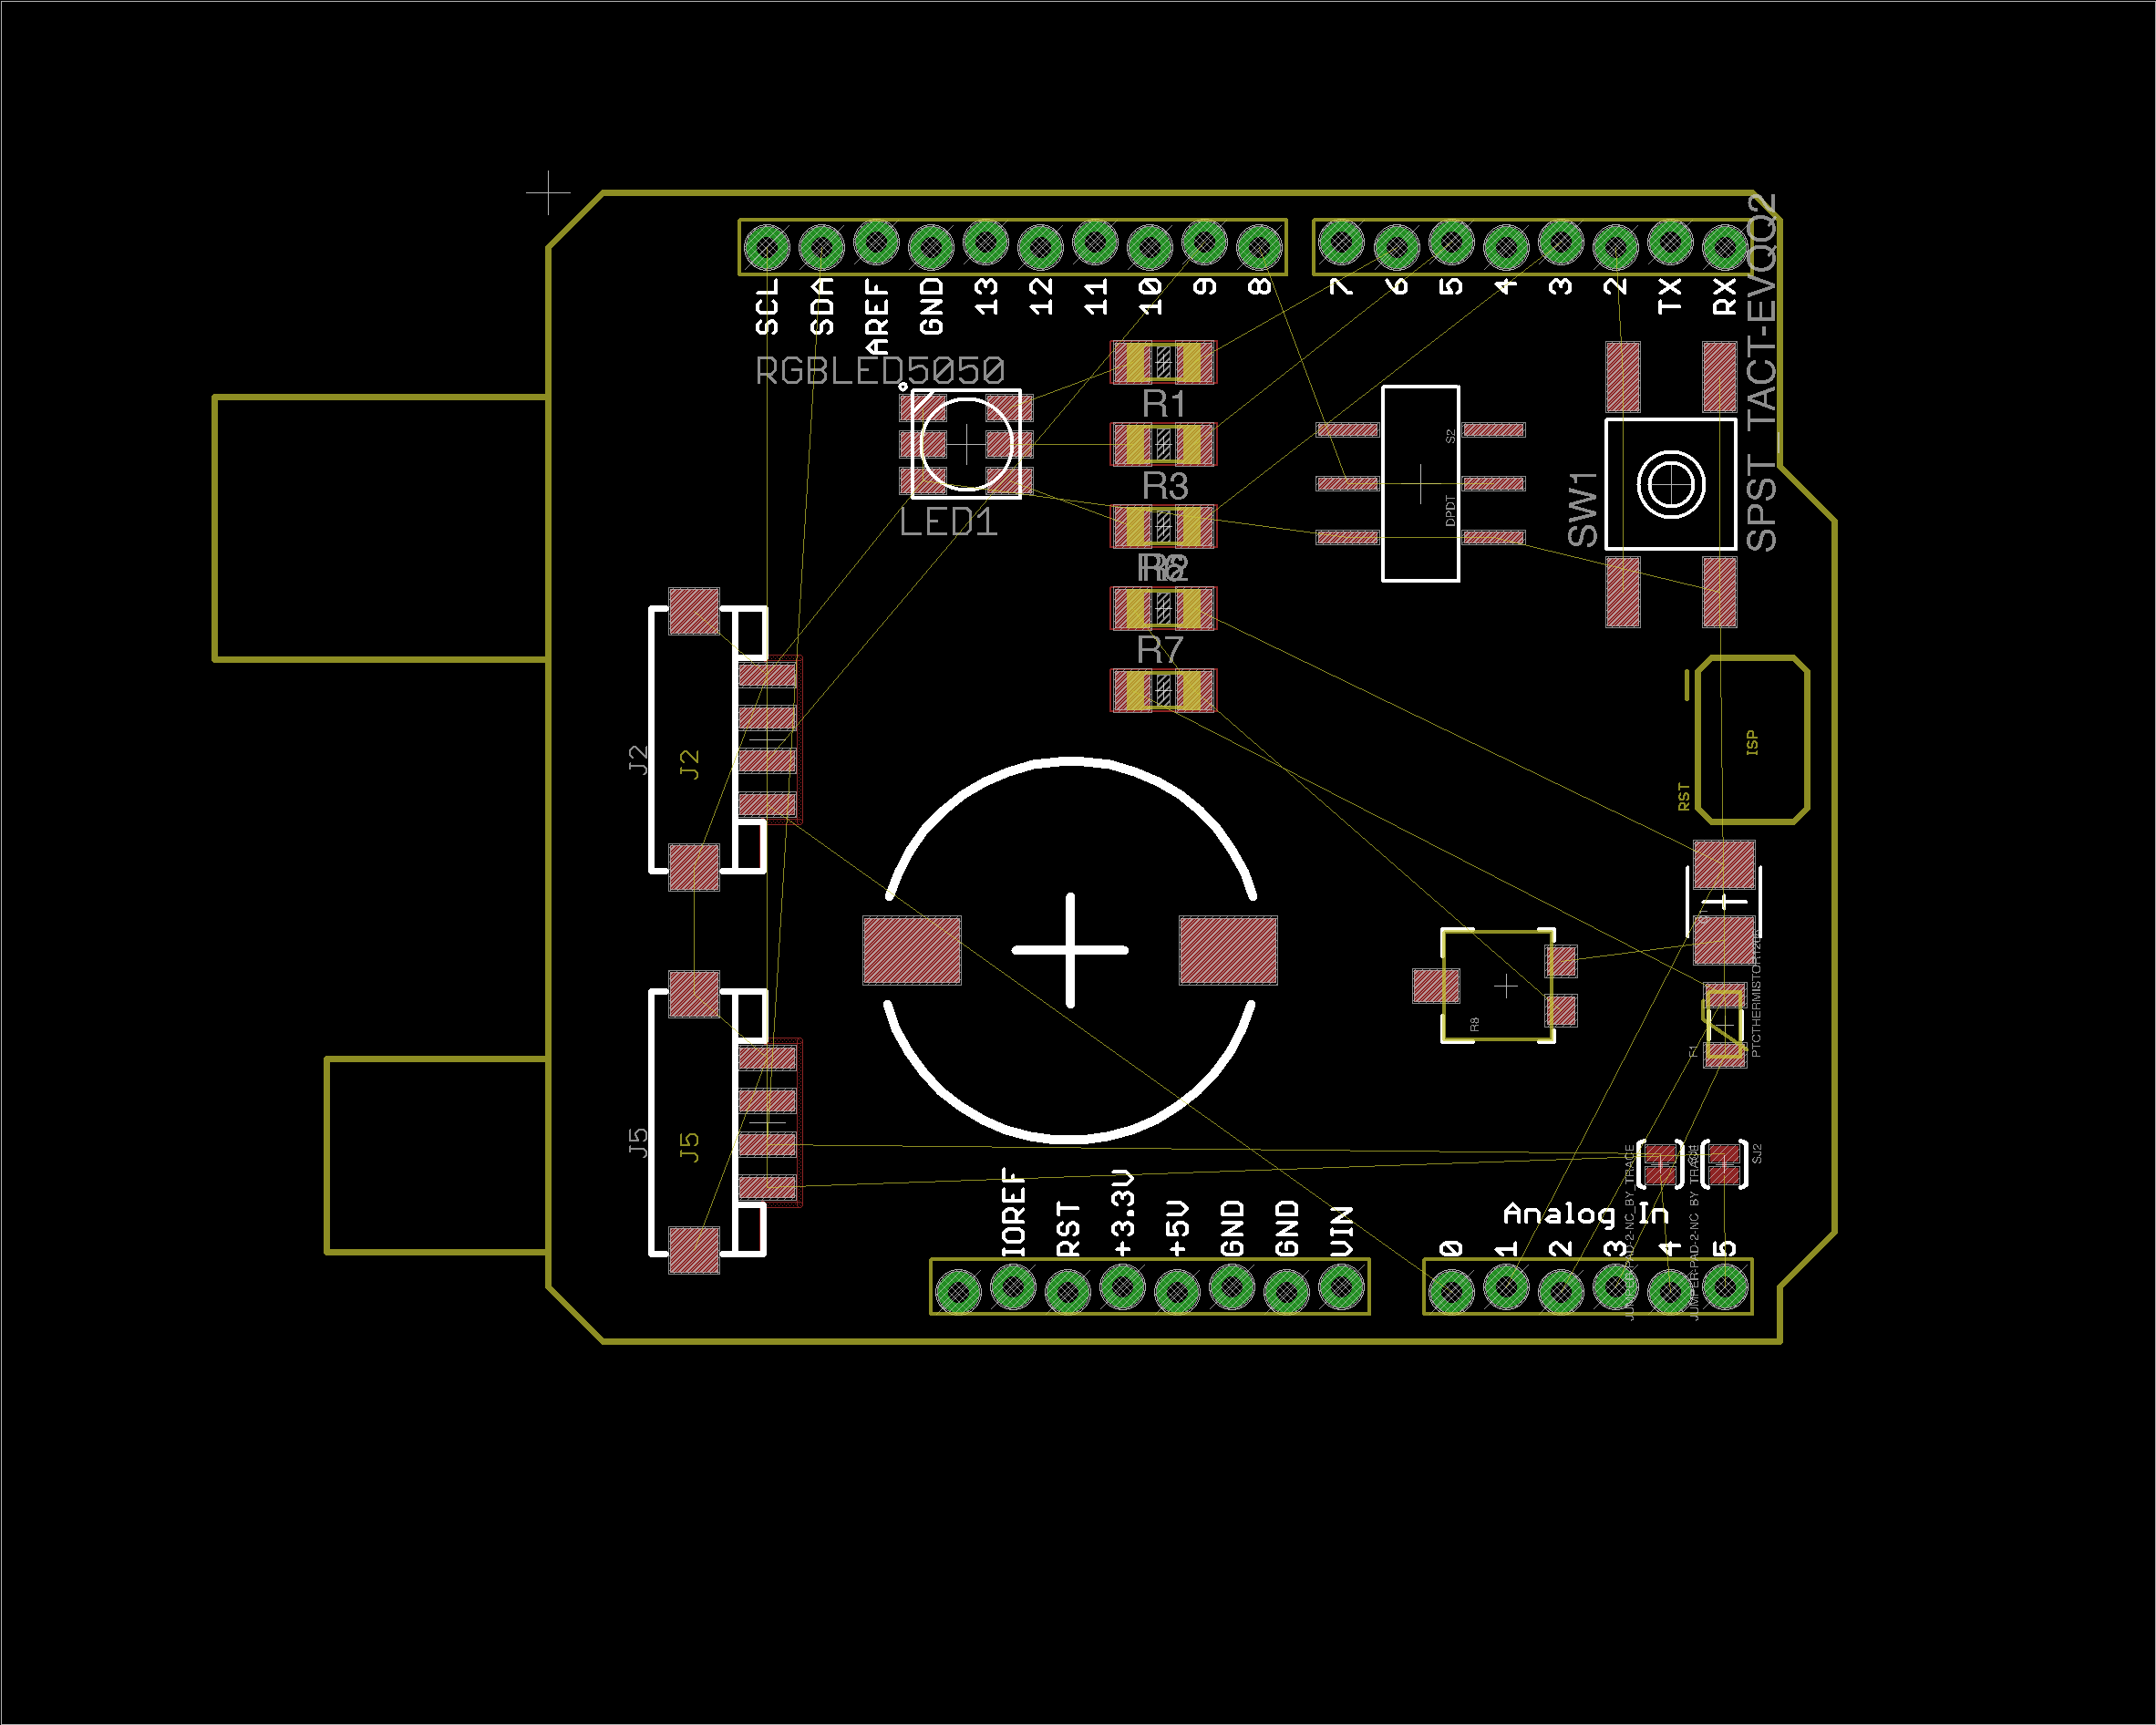 SCL
SDA
AREF
GND
13
12
11
10
9
8
7
6
5
4
3
2
TX
RX
RGBLED5050
LED1
R1
R3
R7
S2
DPDT
SW1
SPST_TACT-EVQQ2
J2
J2
ISP
RST
R8
F1
PTCTHERMISTOR1206
J5
J5
SJ2
JUMPER-PAD-2-NC_BY_TRACE
JUMPER-PAD-2-NC_BY_TRACE
Analog In
IOREF
RST
+3.3V
+5V
GND
GND
VIN
0
1
2
3
4
5